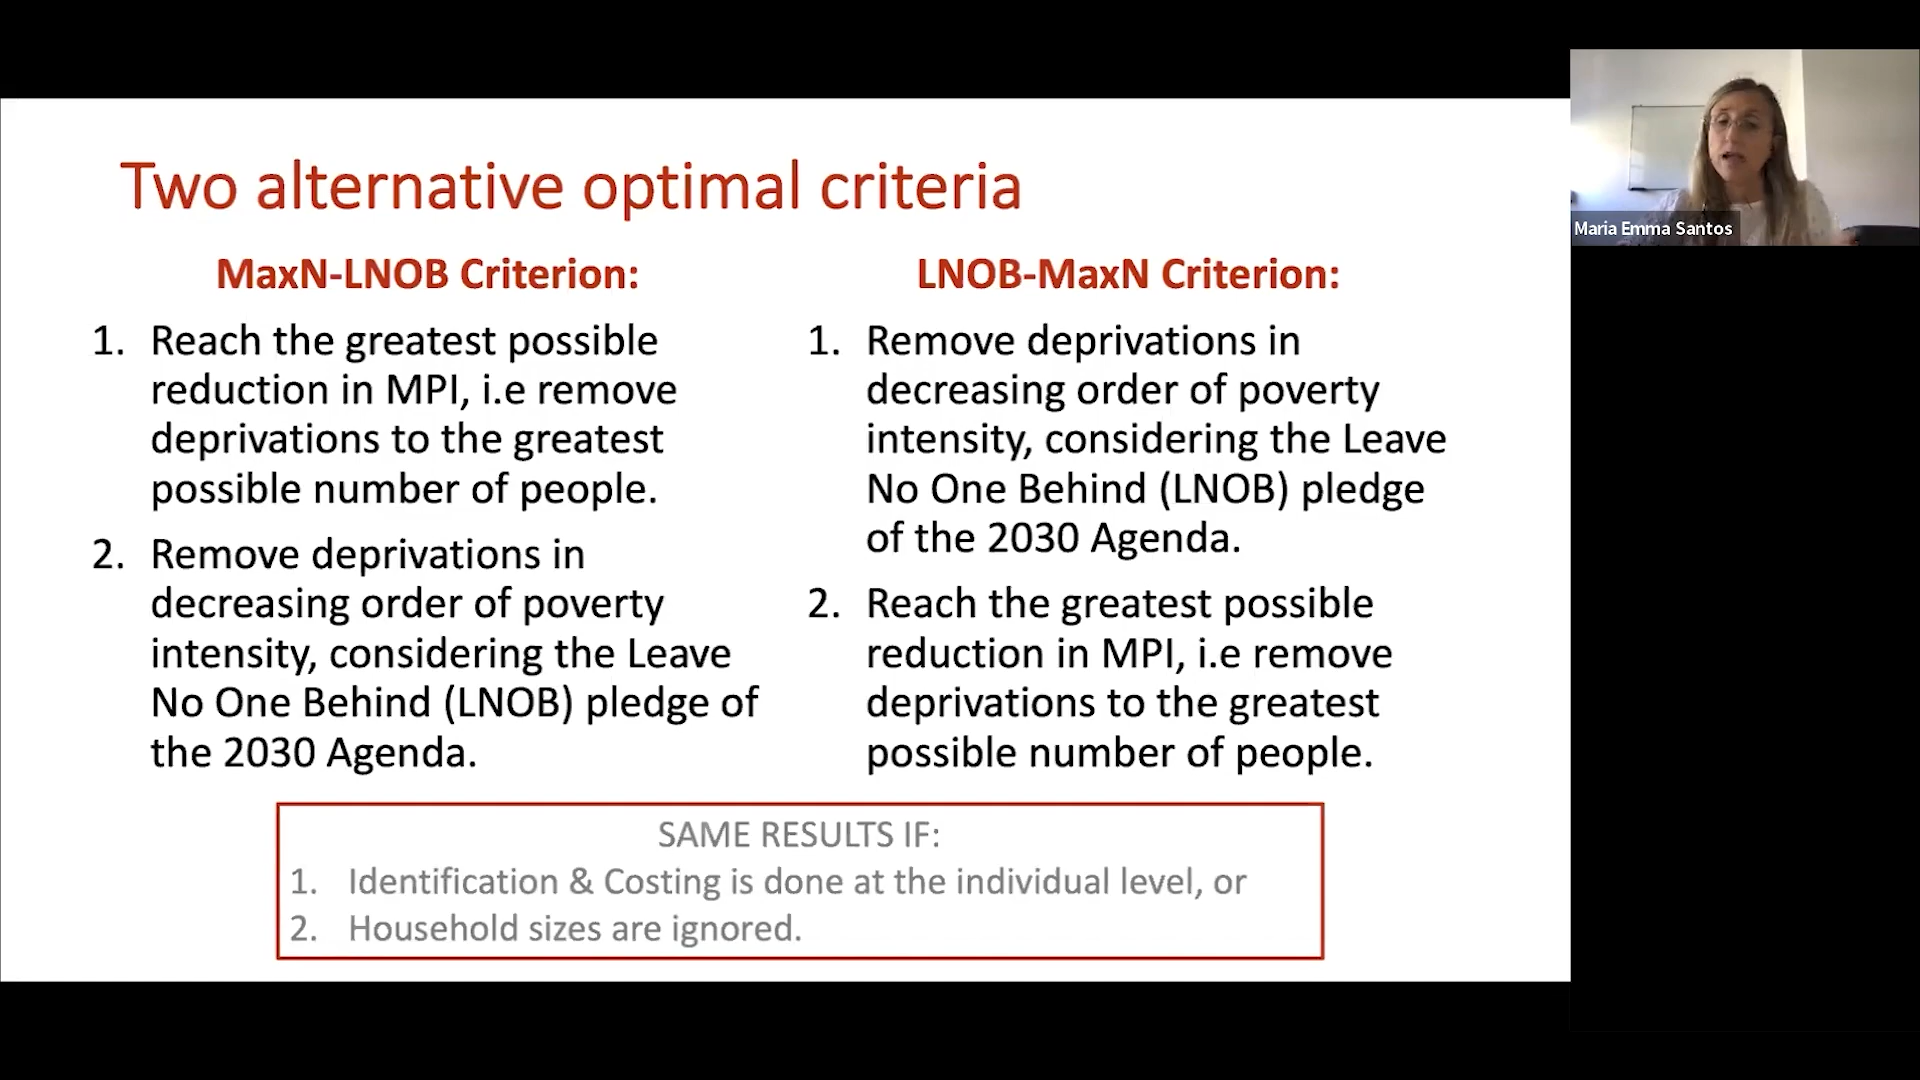 Two alternative optimal criteria
MaxN-LNOB Criterion:
1. Reach the greatest possible
reduction in MPI, i.e remove
deprivations to the greatest
possible number of people.
2. Remove deprivations in
decreasing order of poverty
intensity, considering the Leave
No One Behind (LNOB) pledge of
the 2030 Agenda.
LNOB-MaxN Criterion:
1. Remove deprivations in
decreasing order of poverty
intensity, considering the Leave
No One Behind (LNOB) pledge
of the 2030 Agenda.
2. Reach the greatest possible
reduction in MPI, i.e remove
deprivations to the greatest
possible number of people.
SAME RESULTS IF:
1. Identification & Costing is done at the individual level, or
2. Household sizes are ignored.
Maria Emma Santos